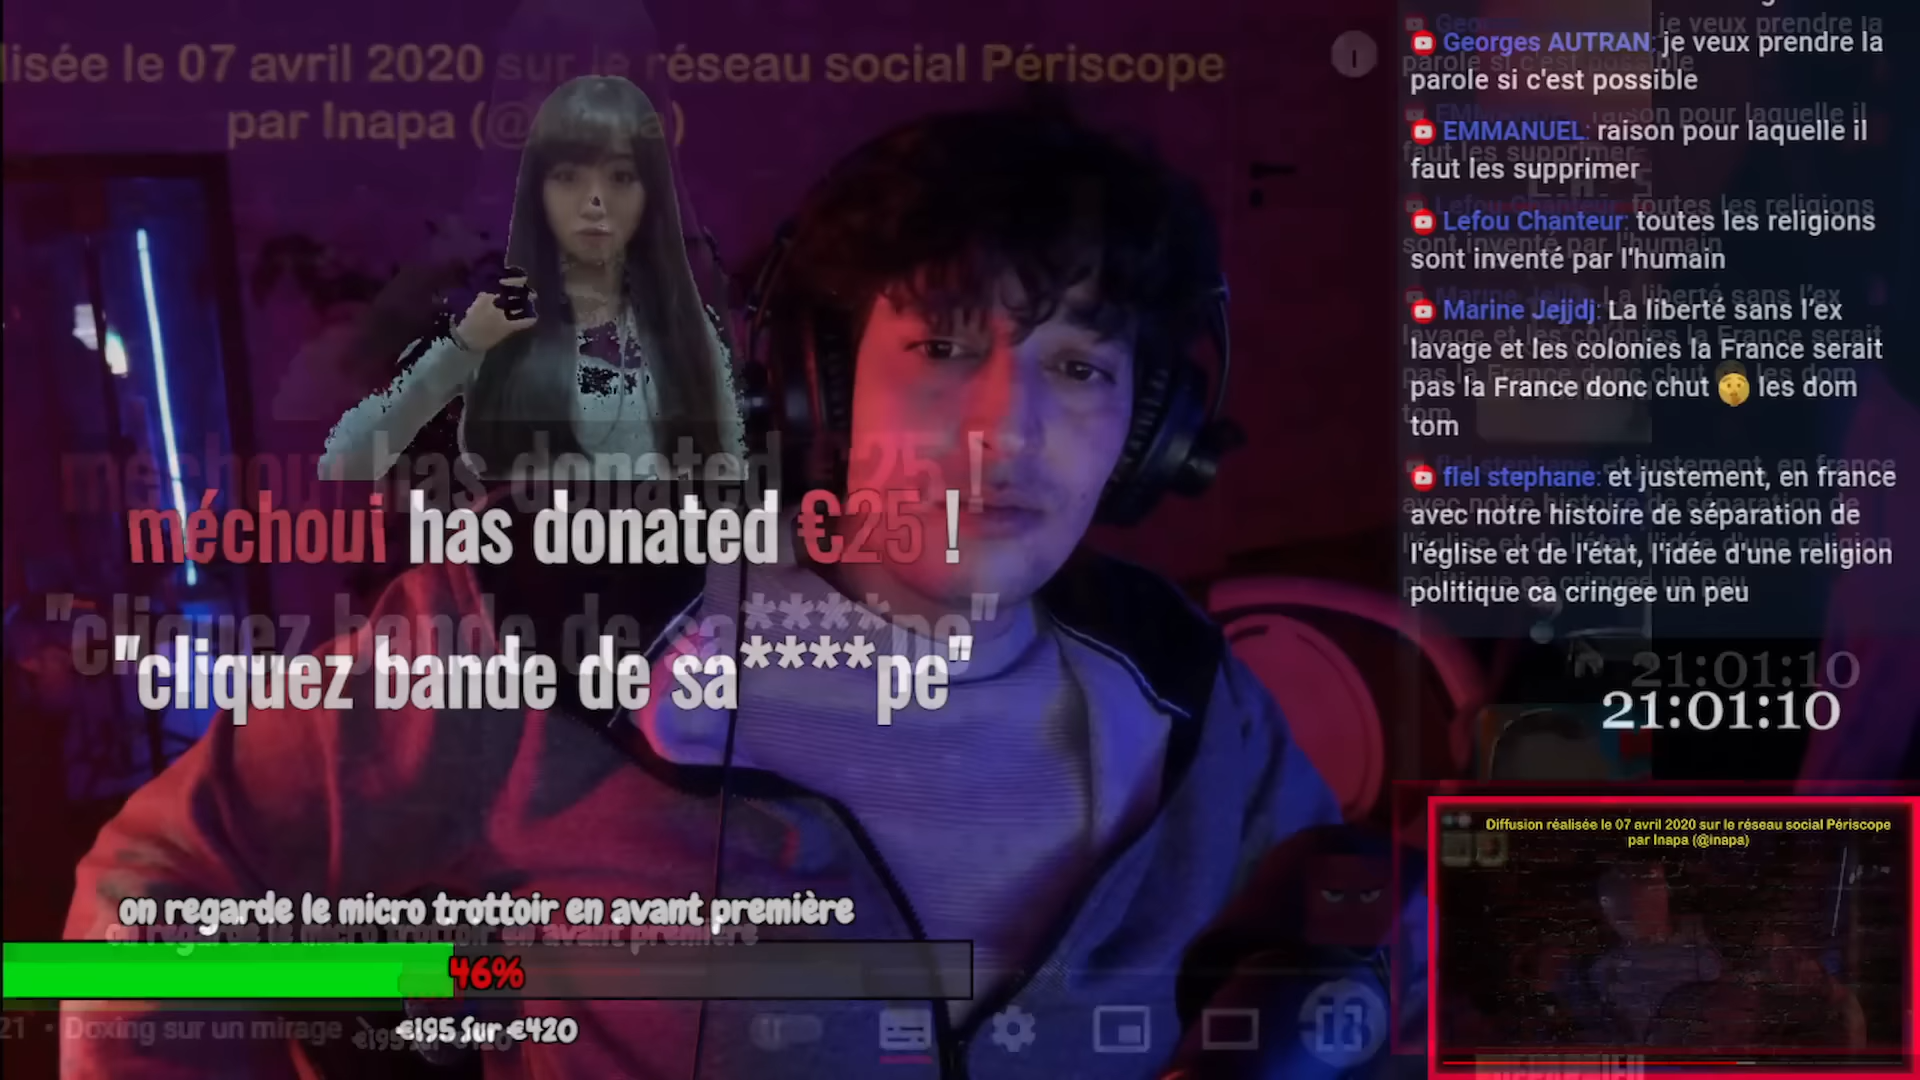 lisée le 07 avril 2020 sur le réseau social Périscope
par Inapa (@inapa)
méchoui has donated €25 !
"cliquez bande de sa****pe"
on regarde le micro trottoir en avant première
46%
€195 Sur €420
21 • Doxing sur un mirage
Georges AUTRAN: je veux prendre la
parole si c'est possible
EMMANUEL: raison pour laquelle il
faut les supprimer
Lefou Chanteur: toutes les religions
sont inventé par l'humain
Marine Jejjdj: La liberté sans l’ex
lavage et les colonies la France serait
pas la France donc chut 🤫 les dom
tom
flel stephane: et justement, en france
avec notre histoire de séparation de
l'église et de l'état, l'idée d'une religion
politique ca cringee un peu
21:01:10
21:01:10
Diffusion réalisée le 07 avril 2020 sur le réseau social Périscope
par Inapa (@inapa)